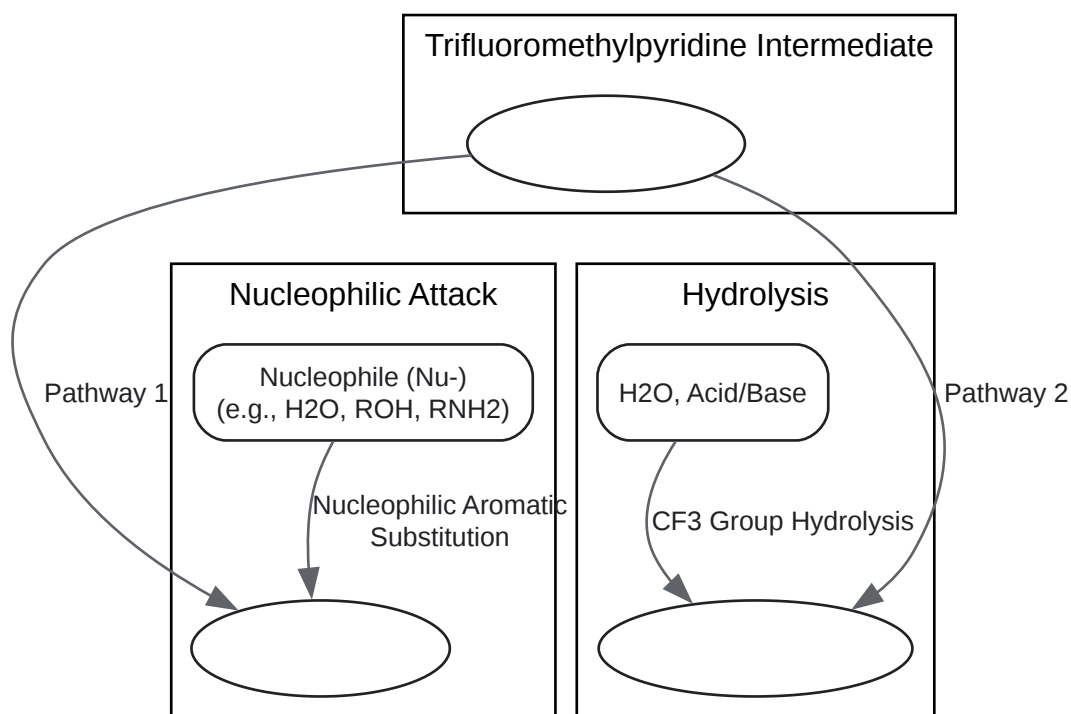 Trifluoromethylpyridine Intermediate
Nucleophilic Attack
Hydrolysis
Nucleophile (Nu-)
(e.g., H2O, ROH, RNH2)
H2O, Acid/Base
Pathway 1
Pathway 2
Nucleophilic Aromatic
Substitution
CF3 Group Hydrolysis